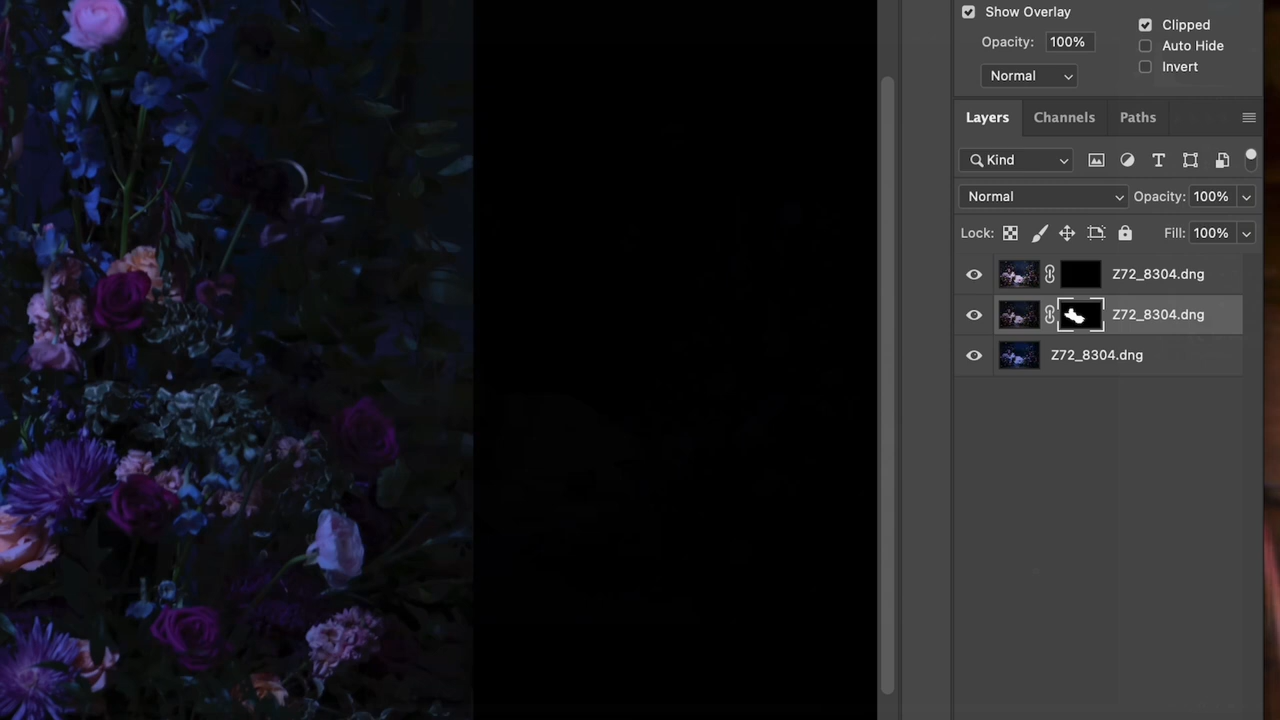 Show Overlay
Clipped
Opacity: 100%
Auto Hide
Invert
Normal
Layers Channels Paths
Kind
Normal Opacity: 100%
Lock: Fill: 100%
Z72_8304.dng
Z72_8304.dng
Z72_8304.dng